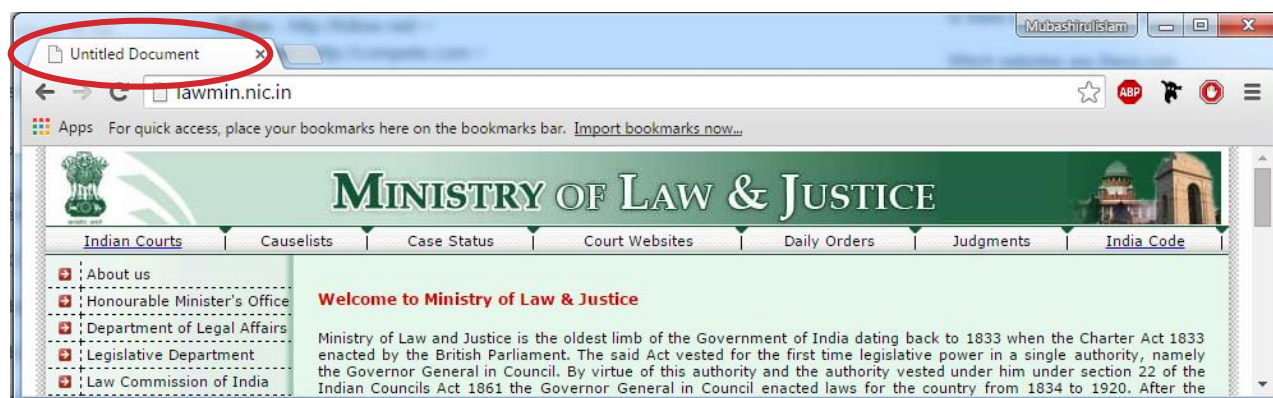 Mubashirulislam
Untitled Document
lawmin.nic.in
ABP
Apps For quick access, place your bookmarks here on the bookmarks bar. Import bookmarks now...
MINISTRY OF LAW & JUSTICE
Indian Courts | Causelists | Case Status | Court Websites | Daily Orders | Judgments | India Code
About us
Honourable Minister's Office
Department of Legal Affairs
Legislative Department
Law Commission of India
Welcome to Ministry of Law & Justice
Ministry of Law and Justice is the oldest limb of the Government of India dating back to 1833 when the Charter Act 1833
enacted by the British Parliament. The said Act vested for the first time legislative power in a single authority, namely
the Governor General in Council. By virtue of this authority and the authority vested under him under section 22 of the
Indian Councils Act 1861 the Governor General in Council enacted laws for the country from 1834 to 1920. After the